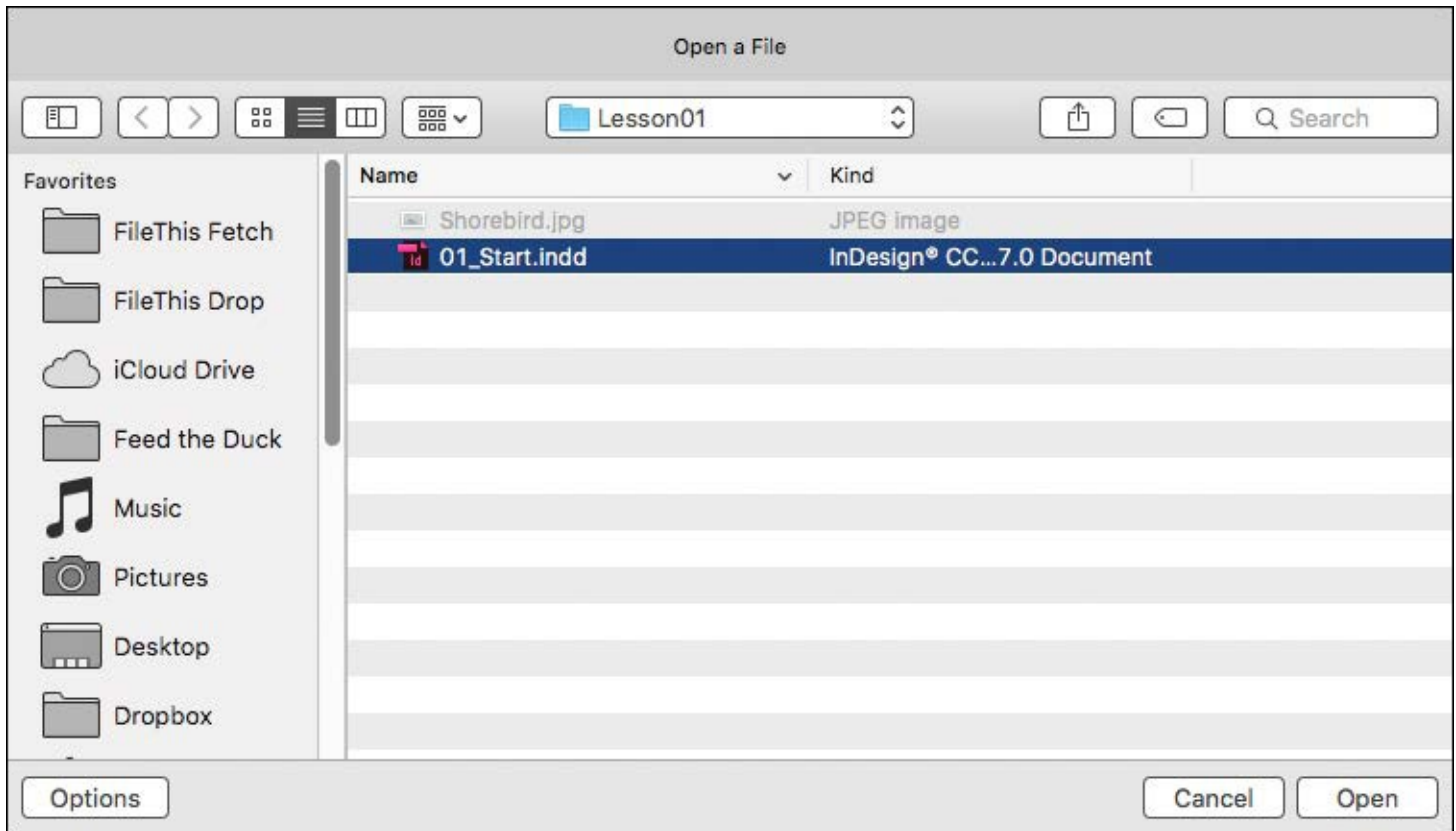 Open a File
Lesson01
Search
Favorites
FileThis Fetch
FileThis Drop
iCloud Drive
Feed the Duck
Music
Pictures
Desktop
Dropbox
Name Kind
Shorebird.jpg JPEG image
Id 01_Start.indd InDesign® CC...7.0 Document
Options Cancel Open